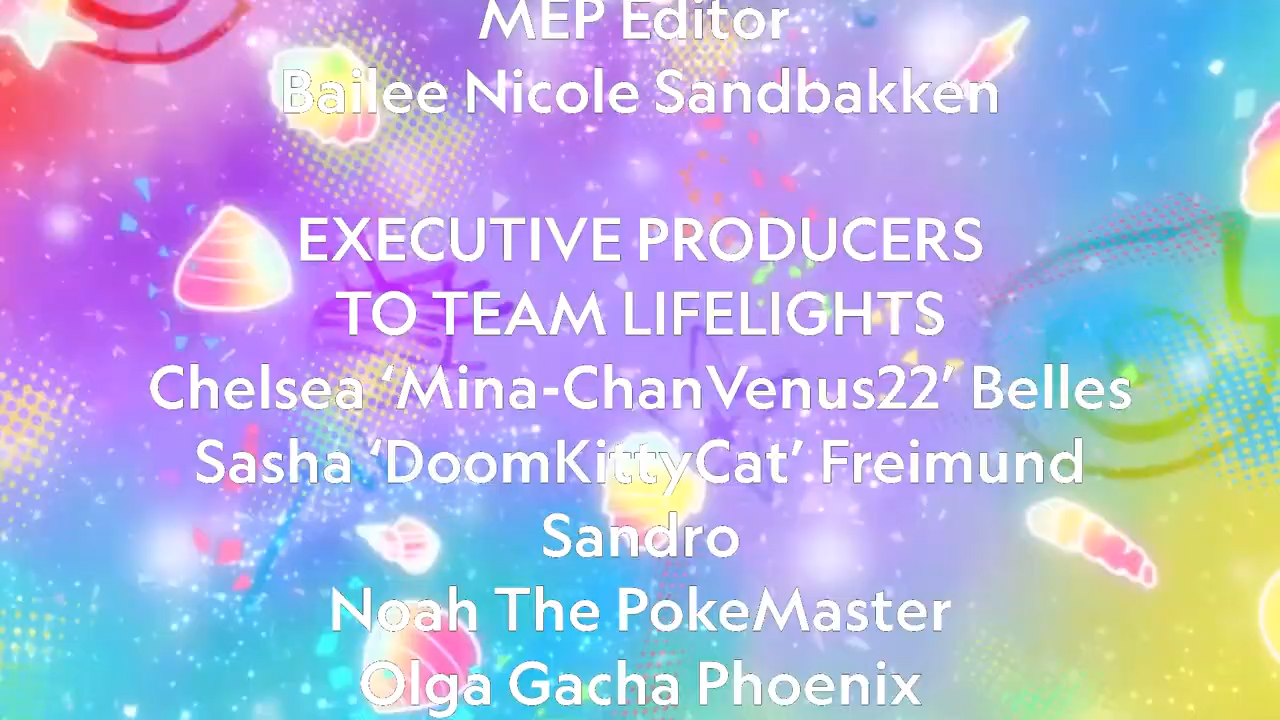 MEP Editor
Bailee Nicole Sandbakken
EXECUTIVE PRODUCERS
TO TEAM LIFELIGHTS
Chelsea ‘Mina-ChanVenus22’ Belles
Sasha ‘DoomKittyCat’ Freimund
Sandro
Noah The PokeMaster
Olga Gacha Phoenix